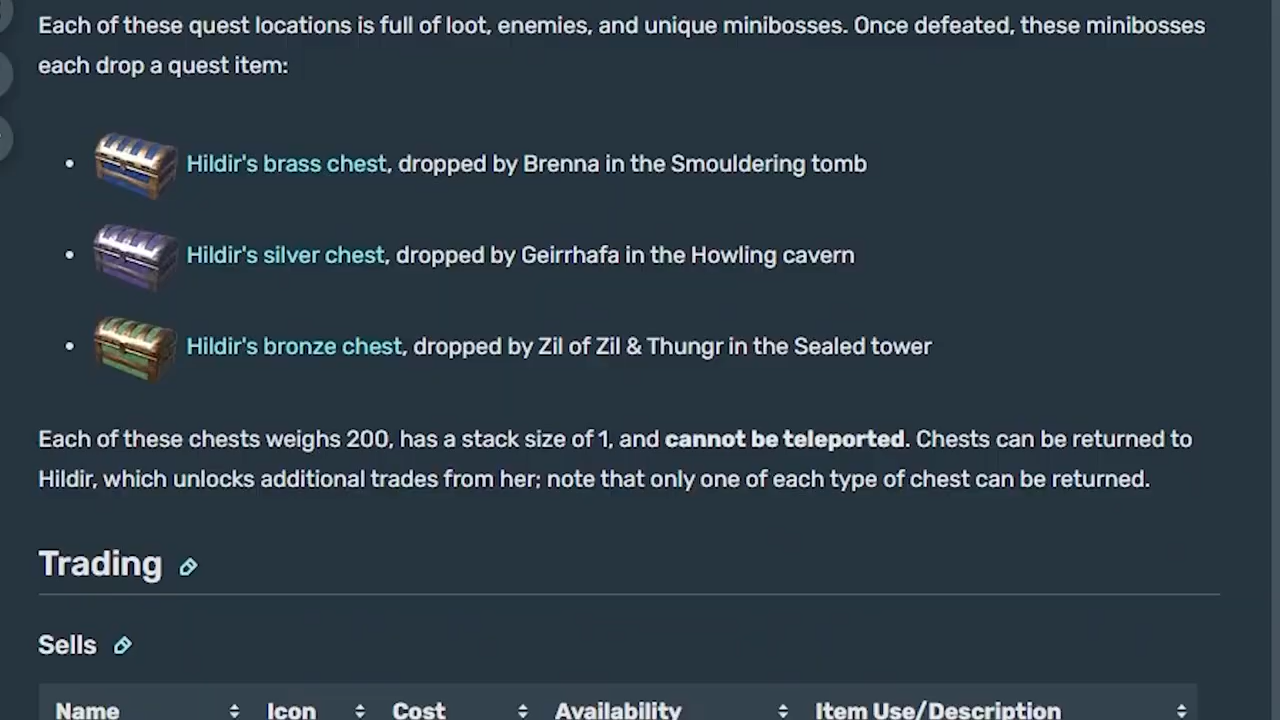 Each of these quest locations is full of loot, enemies, and unique minibosses. Once defeated, these minibosses
each drop a quest item:
Hildir's brass chest, dropped by Brenna in the Smouldering tomb
Hildir's silver chest, dropped by Geirrhafa in the Howling cavern
Hildir's bronze chest, dropped by Zil of Zil & Thungr in the Sealed tower
Each of these chests weighs 200, has a stack size of 1, and cannot be teleported. Chests can be returned to
Hildir, which unlocks additional trades from her; note that only one of each type of chest can be returned.
Trading
Sells
Name Icon Cost Availability Item Use/Description